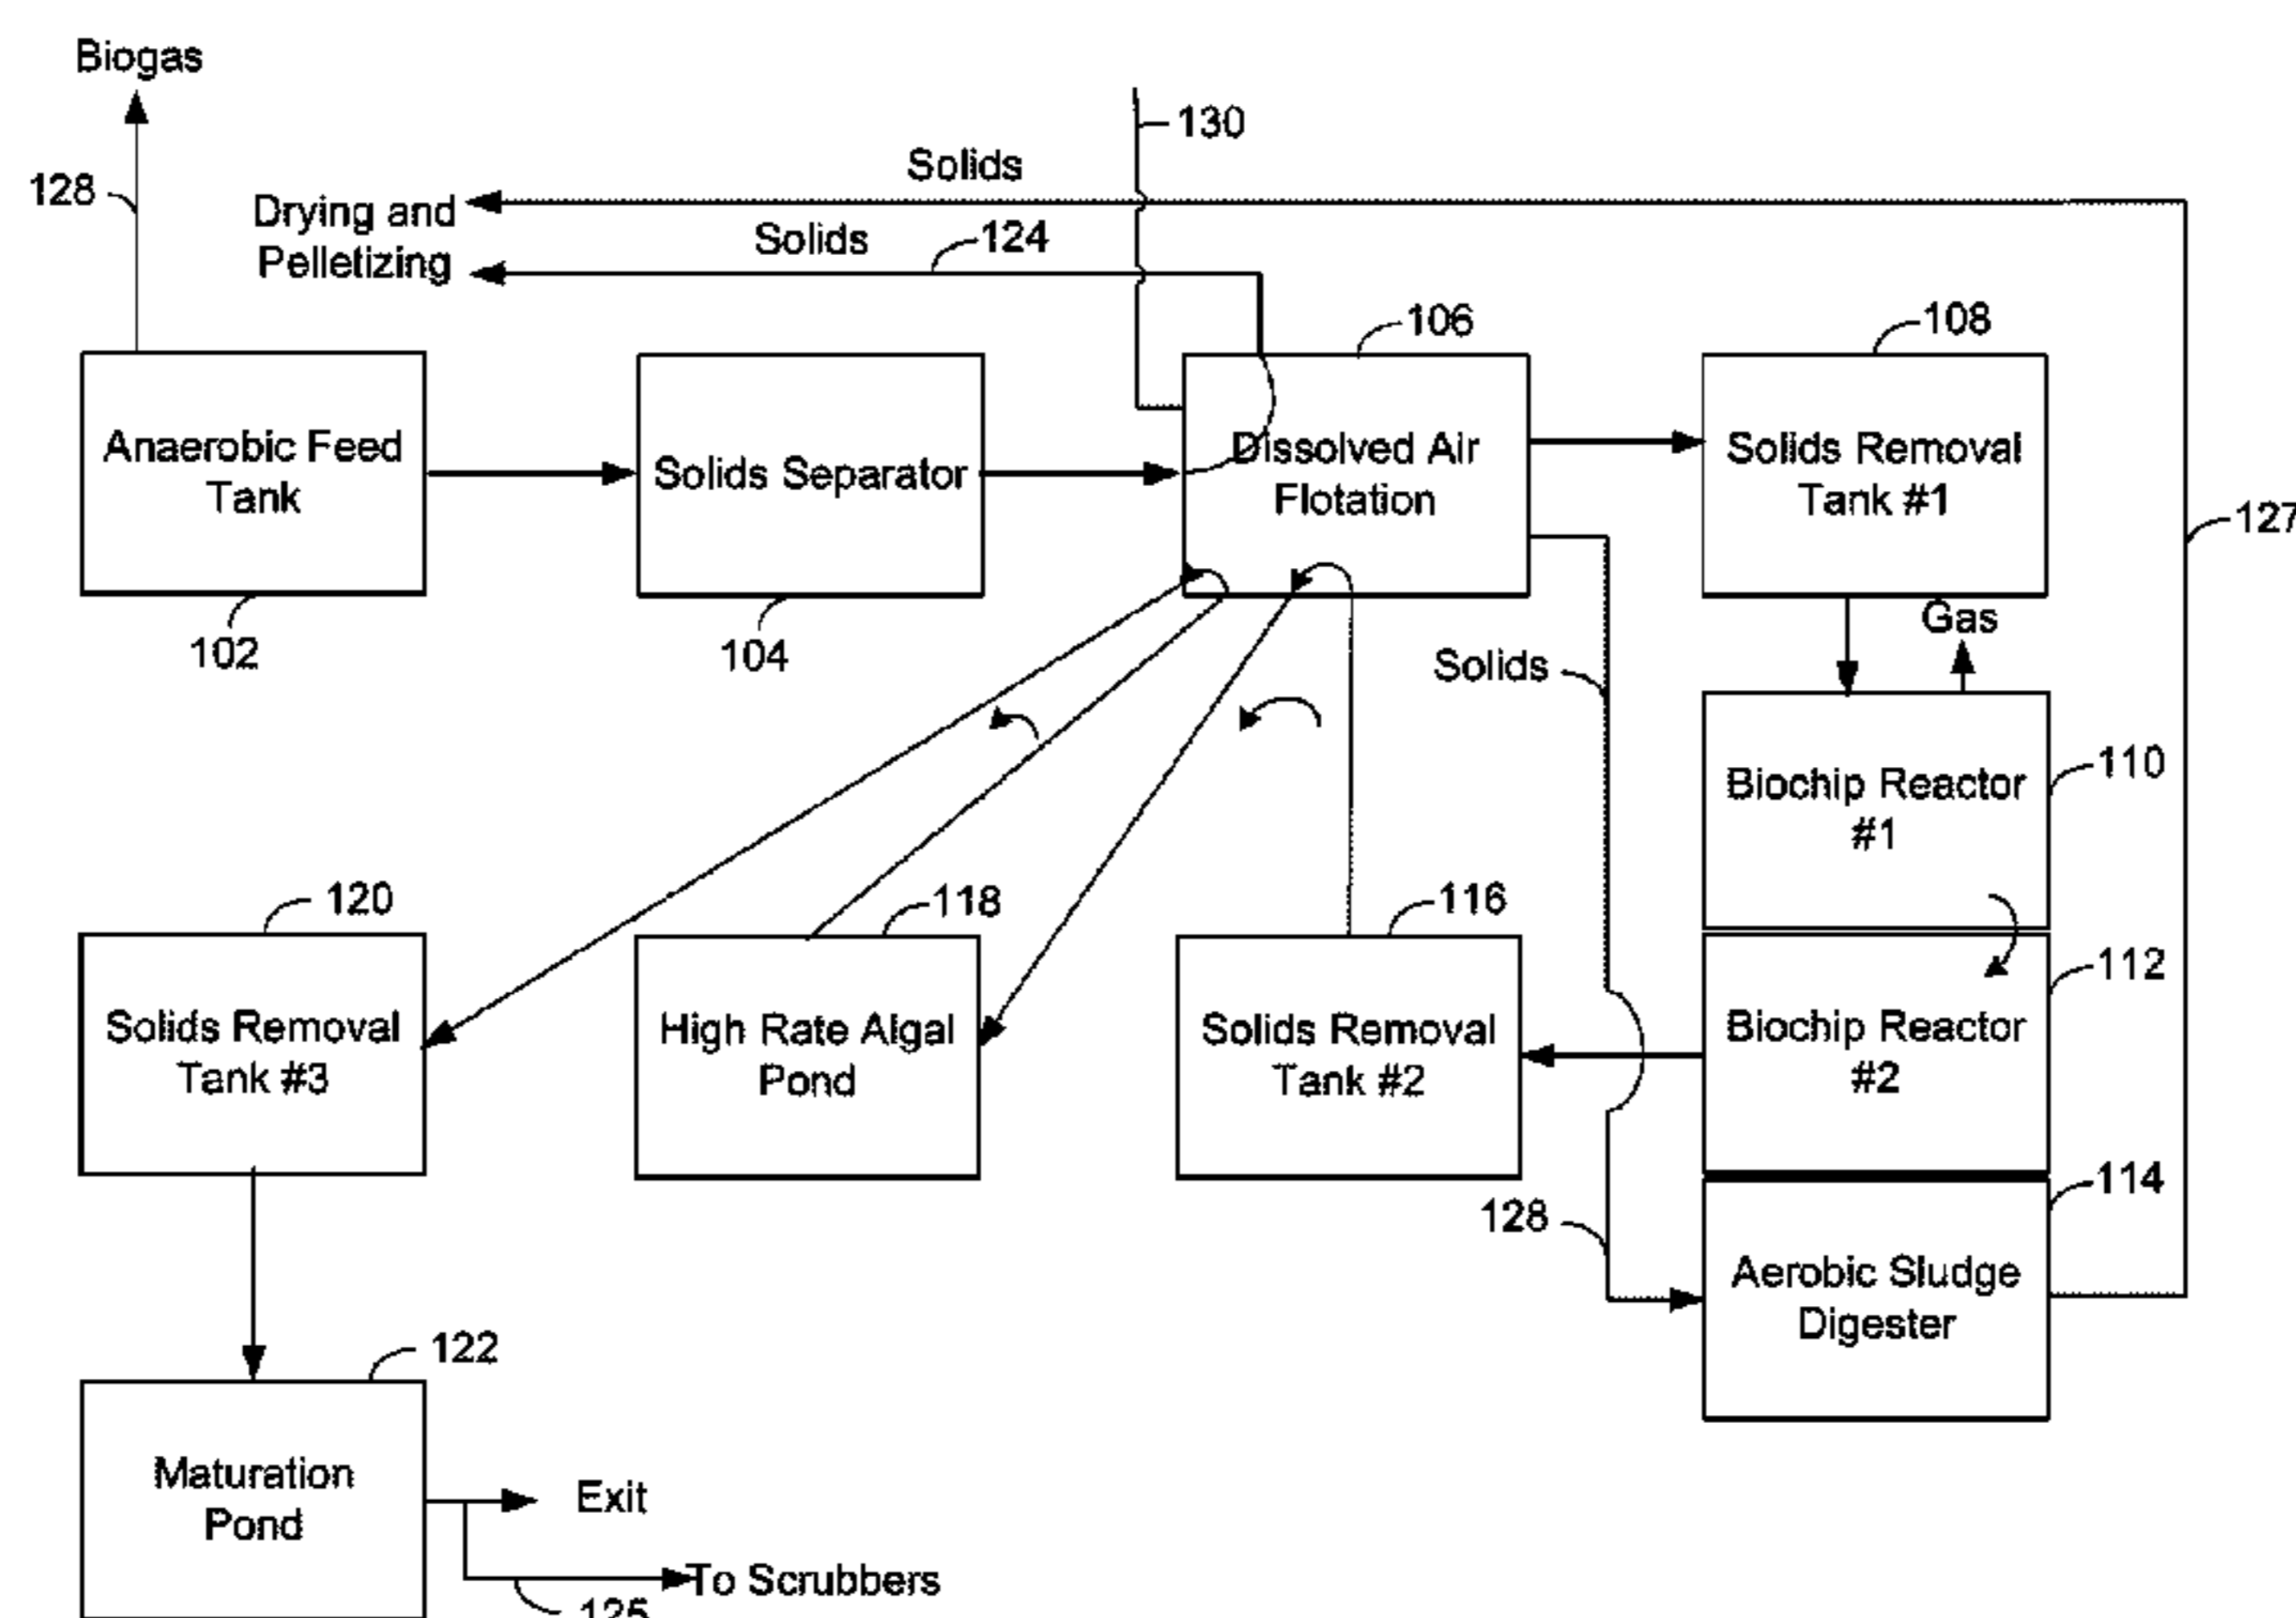 Biogas
130
Solids
128
Drying and
Pelletizing
Solids
124
106
108
Anaerobic Feed
Tank
Solids Separator
Dissolved Air
Flotation
Solids Removal
Tank #1
127
102
104
Gas
Solids
Biochip Reactor
#1
110
120
118
116
112
Solids Removal
Tank #3
High Rate Algal
Pond
Solids Removal
Tank #2
Biochip Reactor
#2
114
128
Aerobic Sludge
Digester
122
Maturation
Pond
Exit
To Scrubbers
125